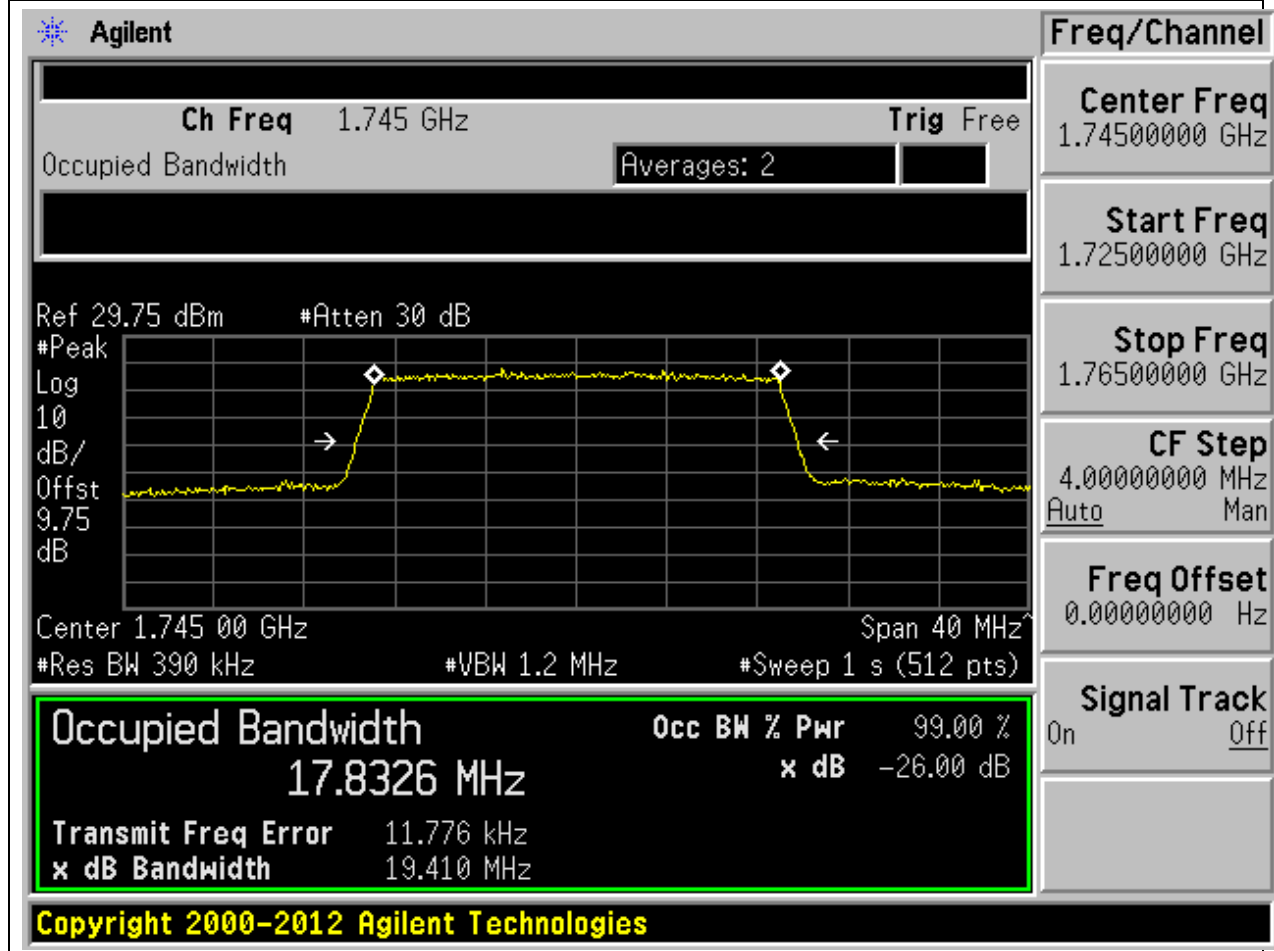 Agilent
Freq/Channel
Ch Freq 1.745 GHz Trig Free
Occupied Bandwidth Averages: 2
Center Freq
1.74500000 GHz
Start Freq
1.72500000 GHz
Stop Freq
1.76500000 GHz
CF Step
4.00000000 MHz
Auto Man
Freq Offset
0.00000000 Hz
Signal Track
On Off
Ref 29.75 dBm #Atten 30 dB
#Peak
Log
10
dB/
Offst
9.75
dB
Center 1.745 00 GHz Span 40 MHz^
#Res BW 390 kHz #VBW 1.2 MHz #Sweep 1 s (512 pts)
Occupied Bandwidth
17.8326 MHz
Occ BW % Pwr 99.00 %
x dB -26.00 dB
Transmit Freq Error 11.776 kHz
x dB Bandwidth 19.410 MHz
Copyright 2000-2012 Agilent Technologies